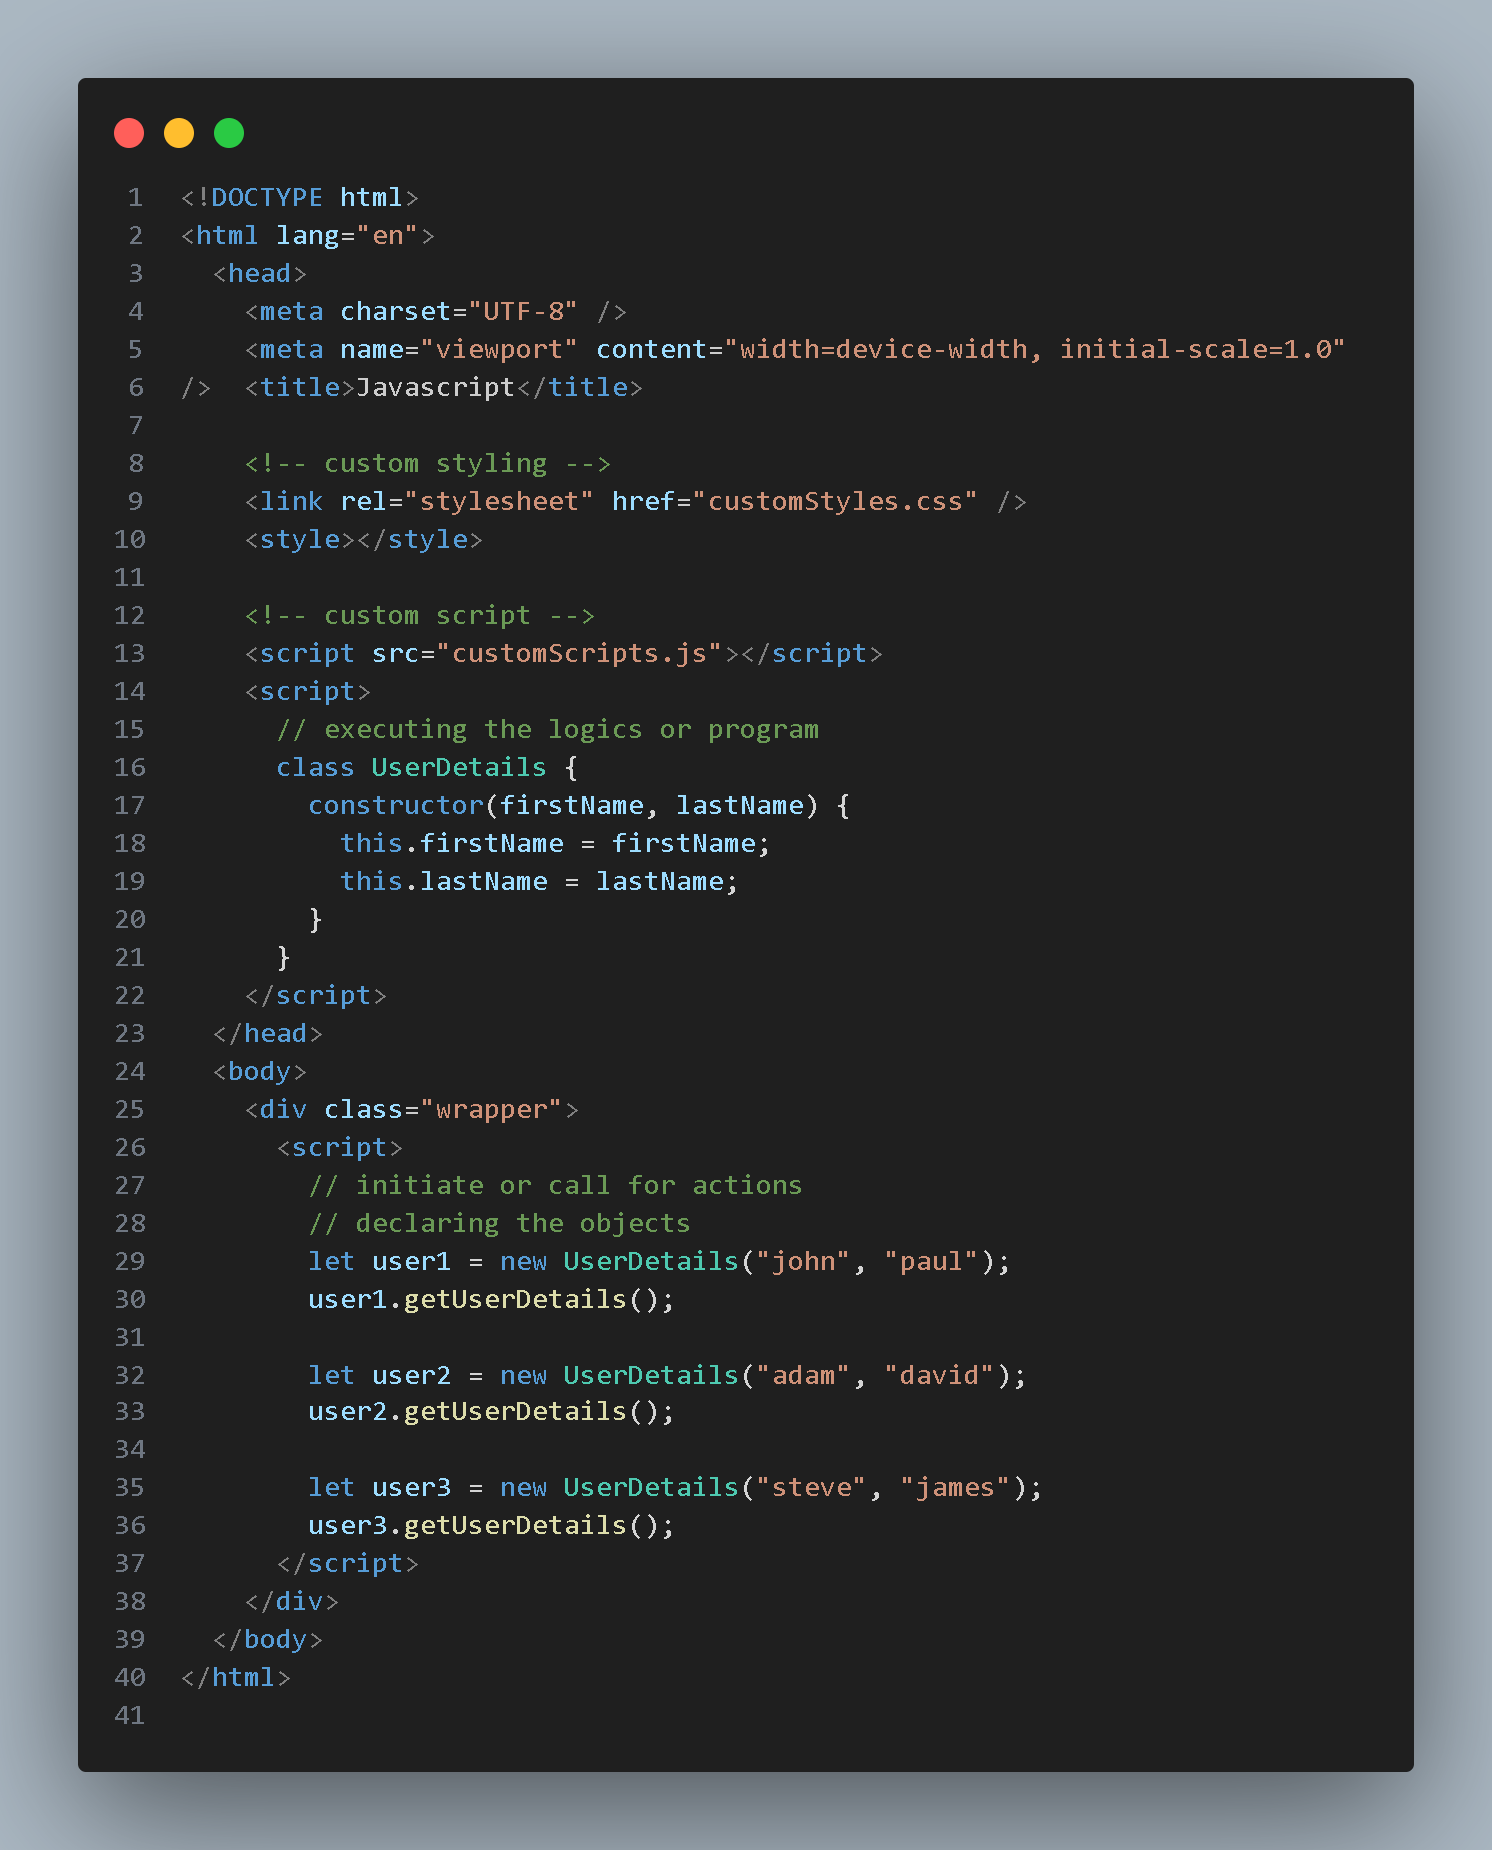 1 <!DOCTYPE html>
2 <html lang="en">
3   <head>
4     <meta charset="UTF-8" />
5     <meta name="viewport" content="width=device-width, initial-scale=1.0"
6 />  <title>Javascript</title>
7
8     <!-- custom styling -->
9     <link rel="stylesheet" href="customStyles.css" />
10     <style></style>
11
12     <!-- custom script -->
13     <script src="customScripts.js"></script>
14     <script>
15       // executing the logics or program
16       class UserDetails {
17         constructor(firstName, lastName) {
18           this.firstName = firstName;
19           this.lastName = lastName;
20         }
21       }
22     </script>
23   </head>
24   <body>
25     <div class="wrapper">
26       <script>
27         // initiate or call for actions
28         // declaring the objects
29         let user1 = new UserDetails("john", "paul");
30         user1.getUserDetails();
31
32         let user2 = new UserDetails("adam", "david");
33         user2.getUserDetails();
34
35         let user3 = new UserDetails("steve", "james");
36         user3.getUserDetails();
37       </script>
38     </div>
39   </body>
40 </html>
41